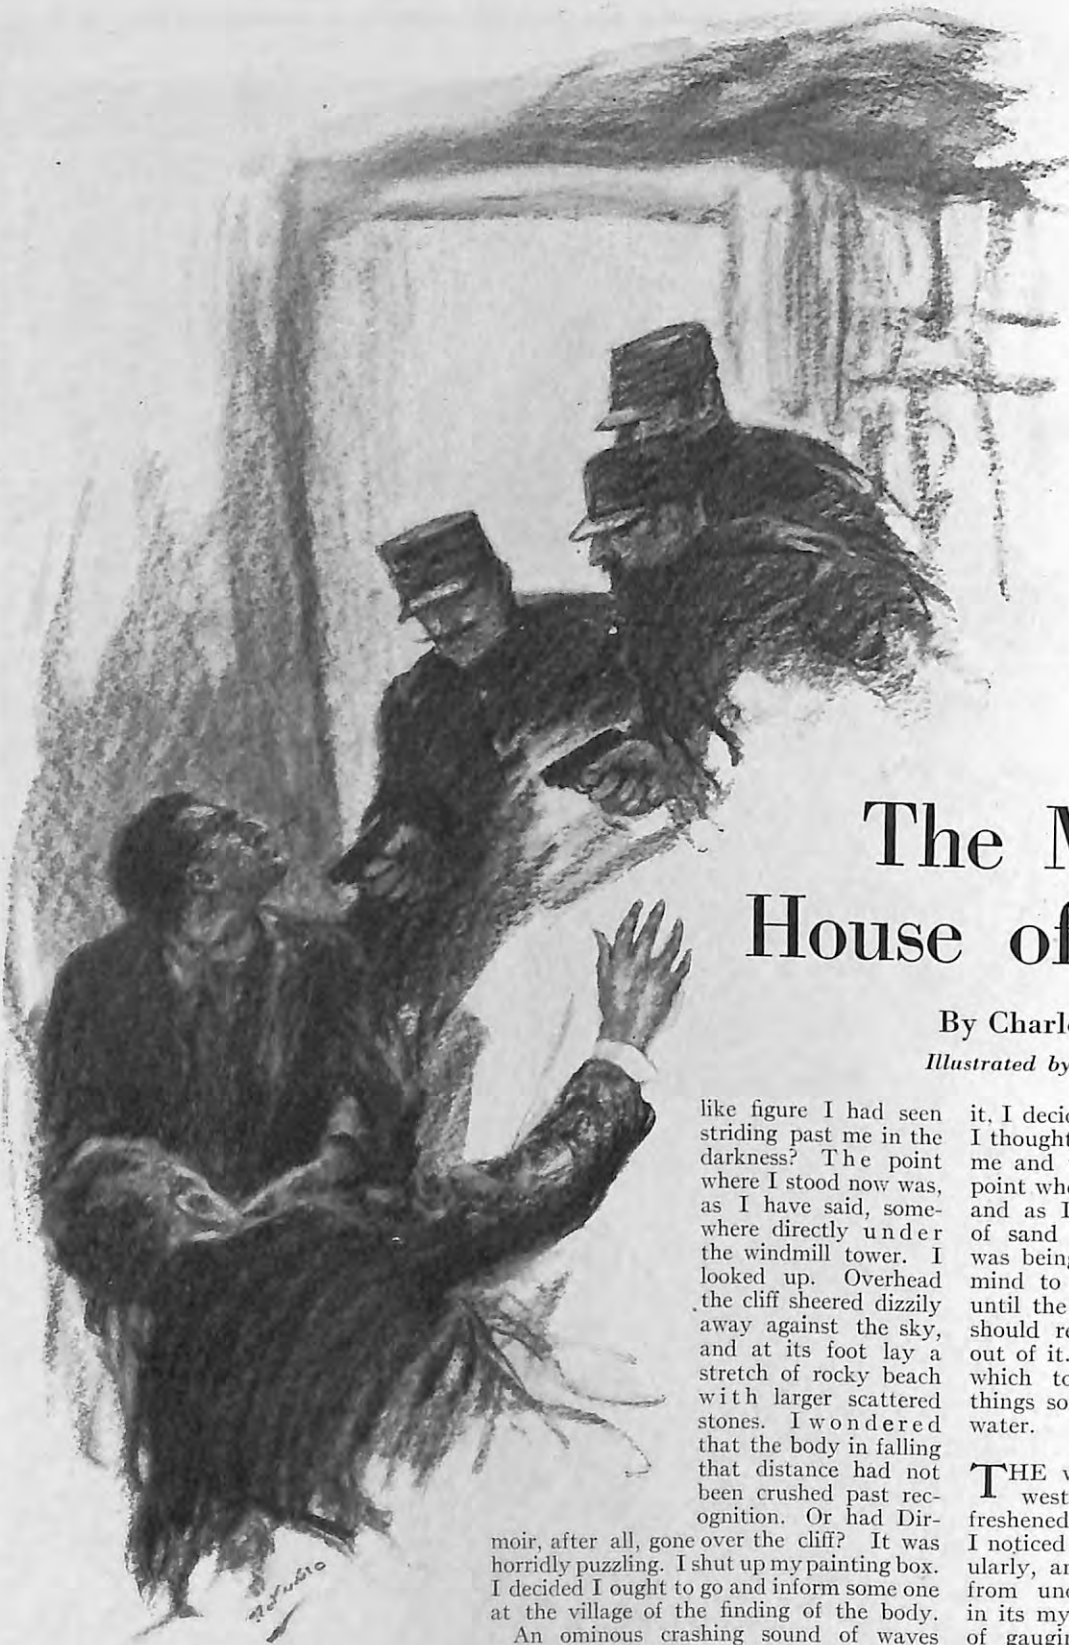 The
House of
By Charl
Illustrated by
like figure I had seen
striding past me in the
darkness? The point
where I stood now was,
as I have said, some-
where directly under
the windmill tower. I
looked up. Overhead
the cliff sheered dizzily
away against the sky,
and at its foot lay a
stretch of rocky beach
with larger scattered
stones. I wondered
that the body in falling
that distance had not
been crushed past rec-
ognition. Or had Dir-
moir, after all, gone over the cliff? It was
horridly puzzling. I shut up my painting box.
I decided I ought to go and inform some one
at the village of the finding of the body.
An ominous crashing sound of waves
it, I deci
I thought
me and
point wh
and as I
of sand
was being
mind to
until the
should re
out of it.
which to
things so
water.
THE
west
freshened
I noticed
ularly, an
from un
in its my
of gaugin